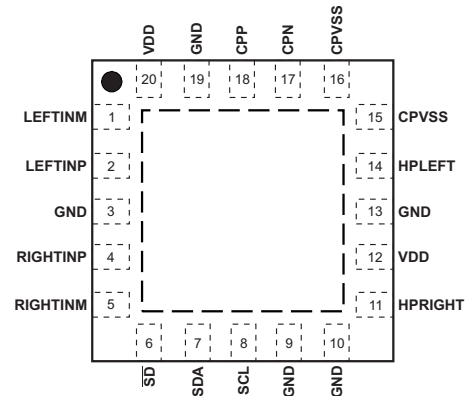 VDD GND CPP CPN CPVSS
20 19 18 17 16
LEFTINM 1 15 CPVSS
LEFTINP 2 14 HPLEFT
GND 3 13 GND
RIGHTINP 4 12 VDD
RIGHTINM 5 11 HPRIGHT
6 7 8 9 10
SD SDA SCL GND GND